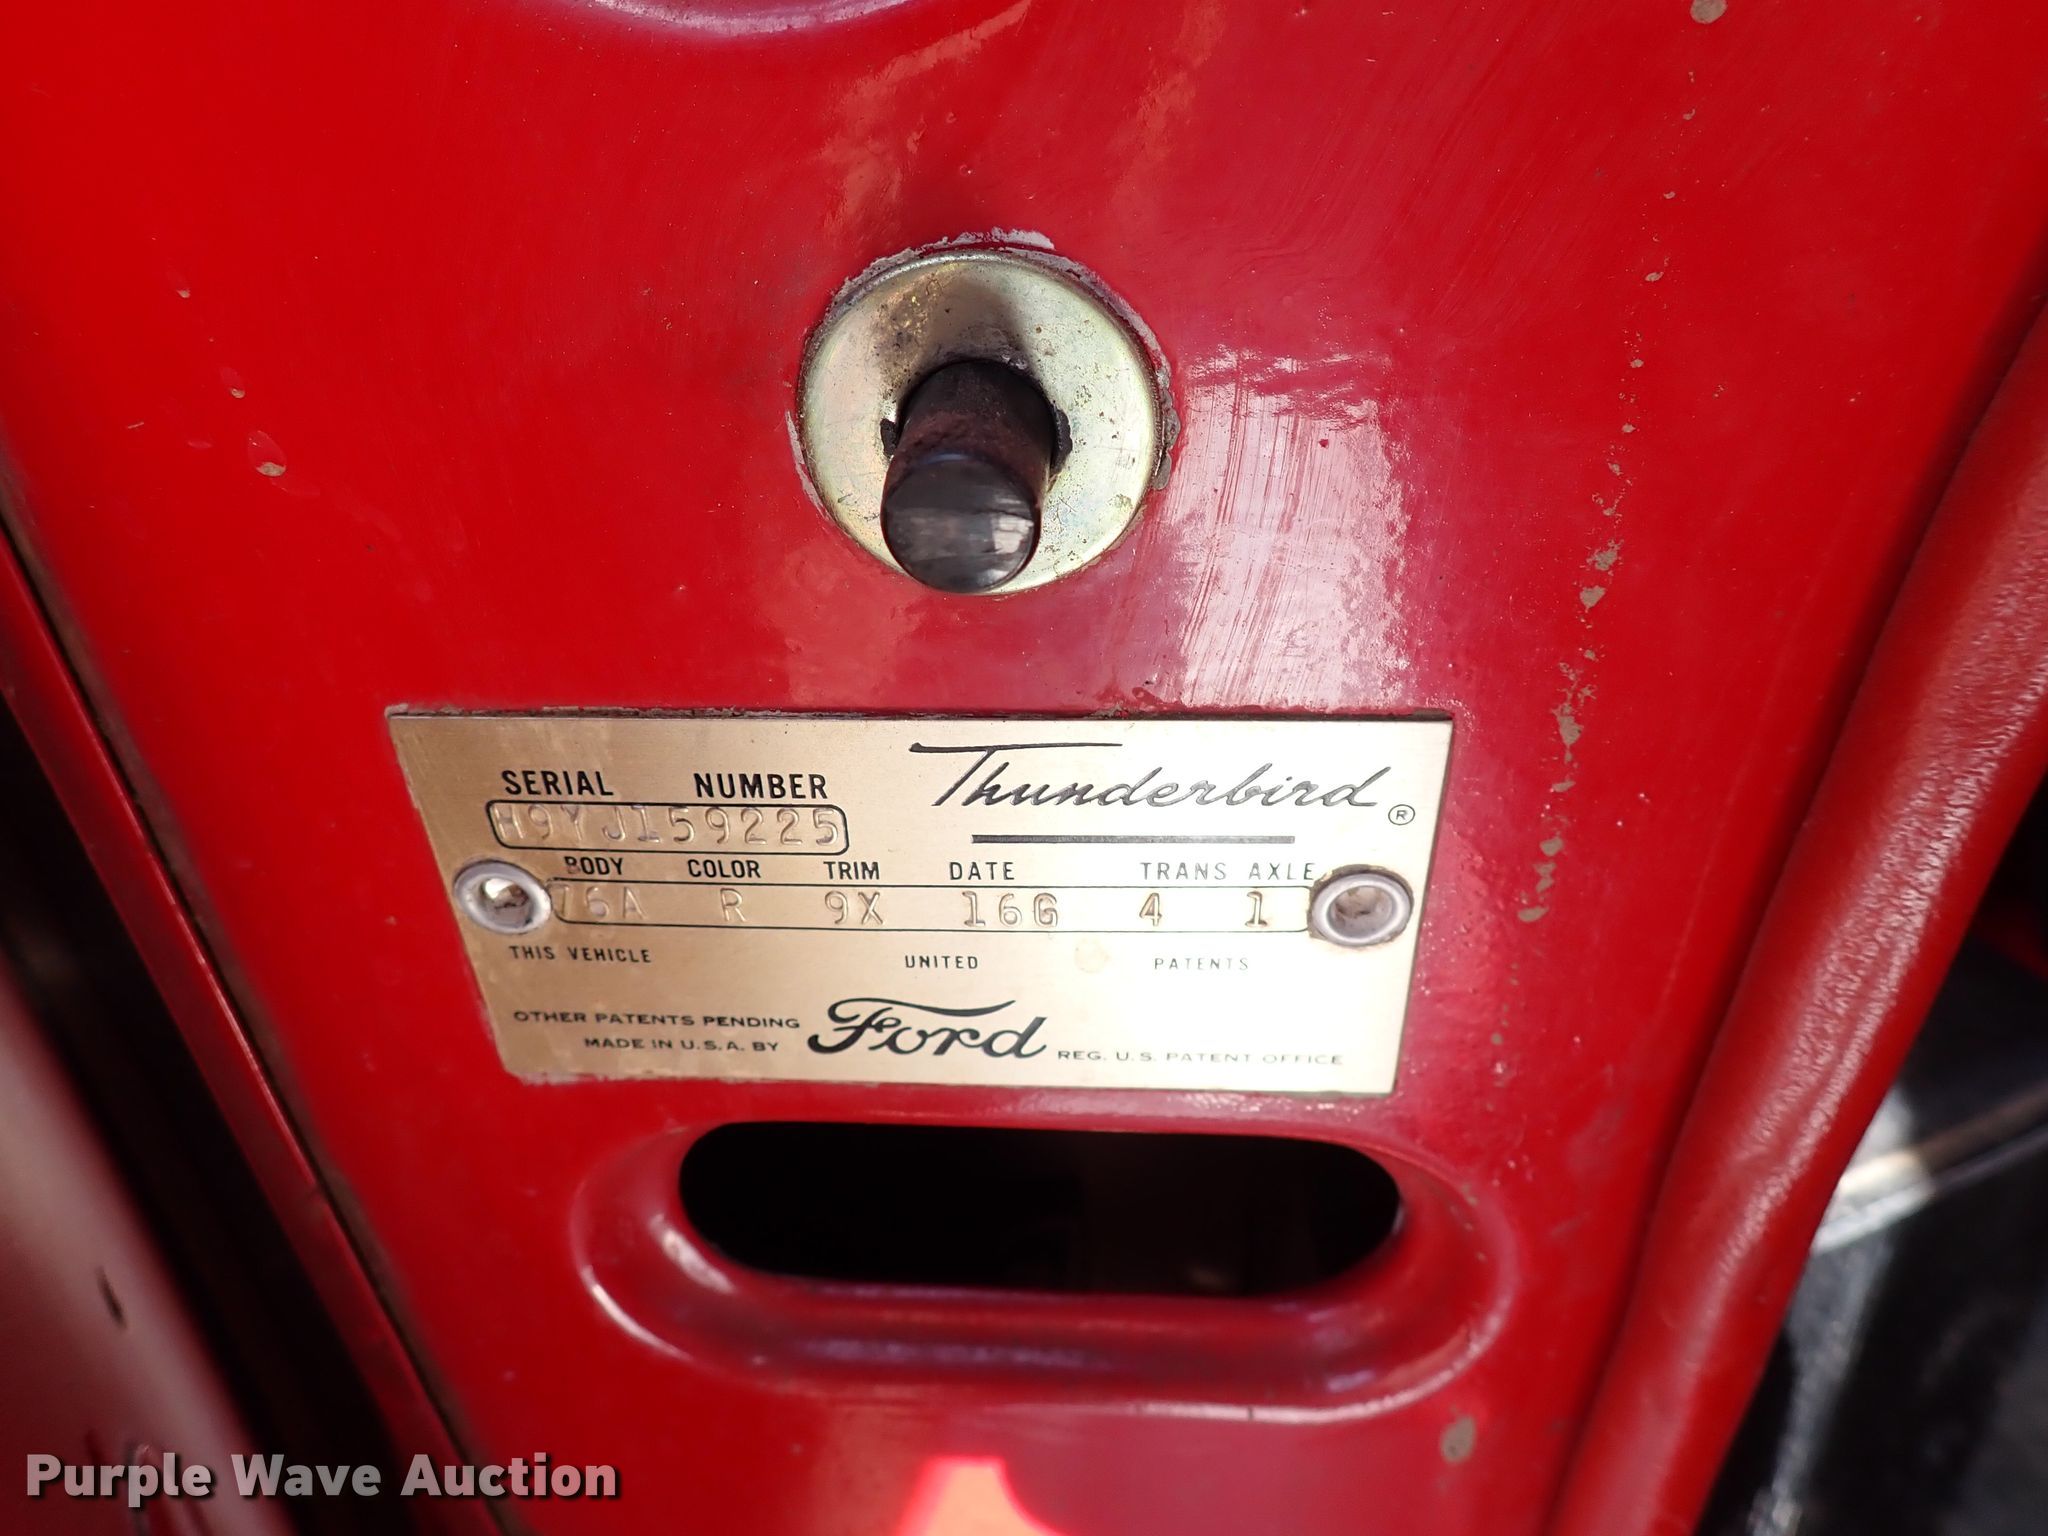 SERIAL NUMBER
H9YJ159225
Thunderbird ®
BODY COLOR TRIM DATE TRANS AXLE
76A R 9X 16G 4 1
THIS VEHICLE UNITED PATENTS
OTHER PATENTS PENDING
MADE IN U.S.A. BY Ford REG. U.S. PATENT OFFICE
Purple Wave Auction